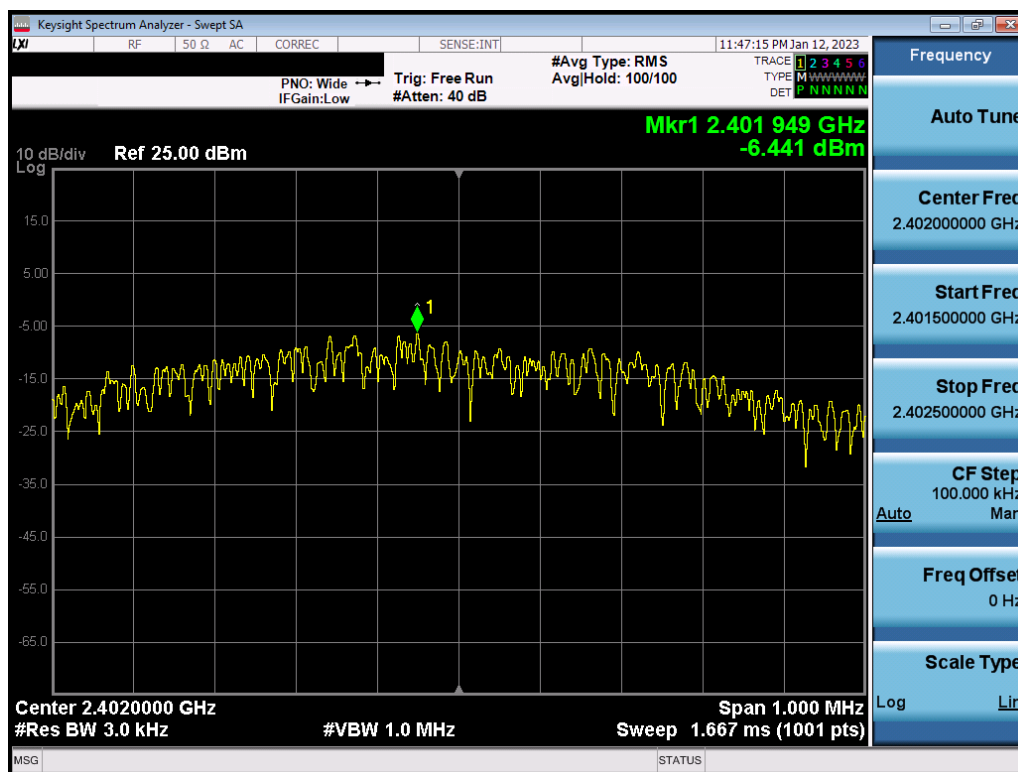 Keysight Spectrum Analyzer - Swept SA
LXI RF 50 Ω AC CORREC SENSE:INT 11:47:15 PM Jan 12, 2023
PNO: Wide Trig: Free Run #Avg Type: RMS TRACE 1 2 3 4 5 6
IFGain:Low #Atten: 40 dB Avg|Hold: 100/100 TYPE M WWWWW
DET P N N N N N
Mkr1 2.401 949 GHz
-6.441 dBm
10 dB/div Ref 25.00 dBm
Log
15.0
5.00
-5.00
-15.0
-25.0
-35.0
-45.0
-55.0
-65.0
1
Center 2.4020000 GHz Span 1.000 MHz
#Res BW 3.0 kHz #VBW 1.0 MHz Sweep 1.667 ms (1001 pts)
MSG STATUS
Frequency
Auto Tune
Center Freq
2.402000000 GHz
Start Freq
2.401500000 GHz
Stop Freq
2.402500000 GHz
CF Step
100.000 kHz
Auto Man
Freq Offset
0 Hz
Scale Type
Log Lin